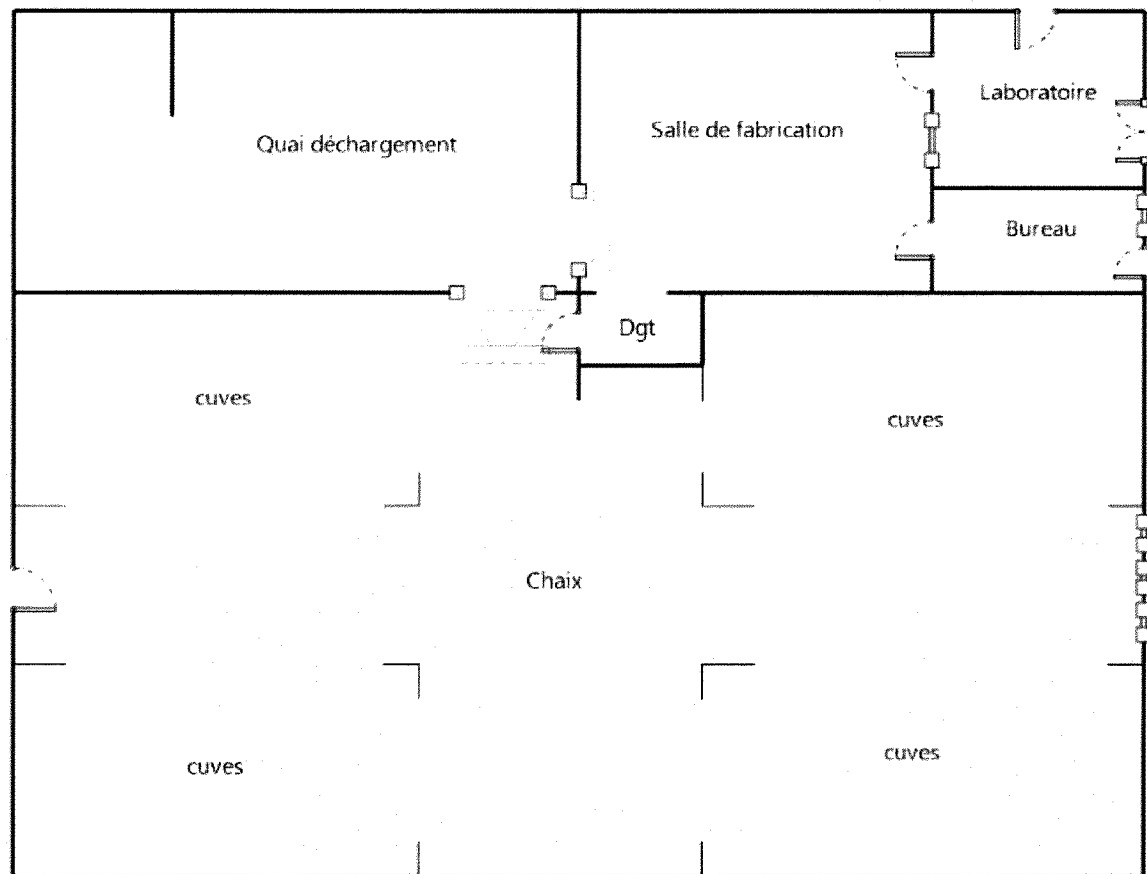 Laboratoire
Salle de fabrication
Quai déchargement
Bureau
Dgt
cuves
cuves
Chaix
cuves
cuves